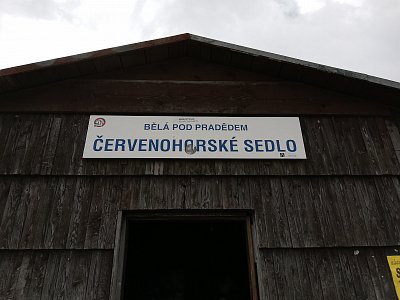 BĚLÁ POD PRADĚDEM
ČERVENOHORSKÉ SEDLO